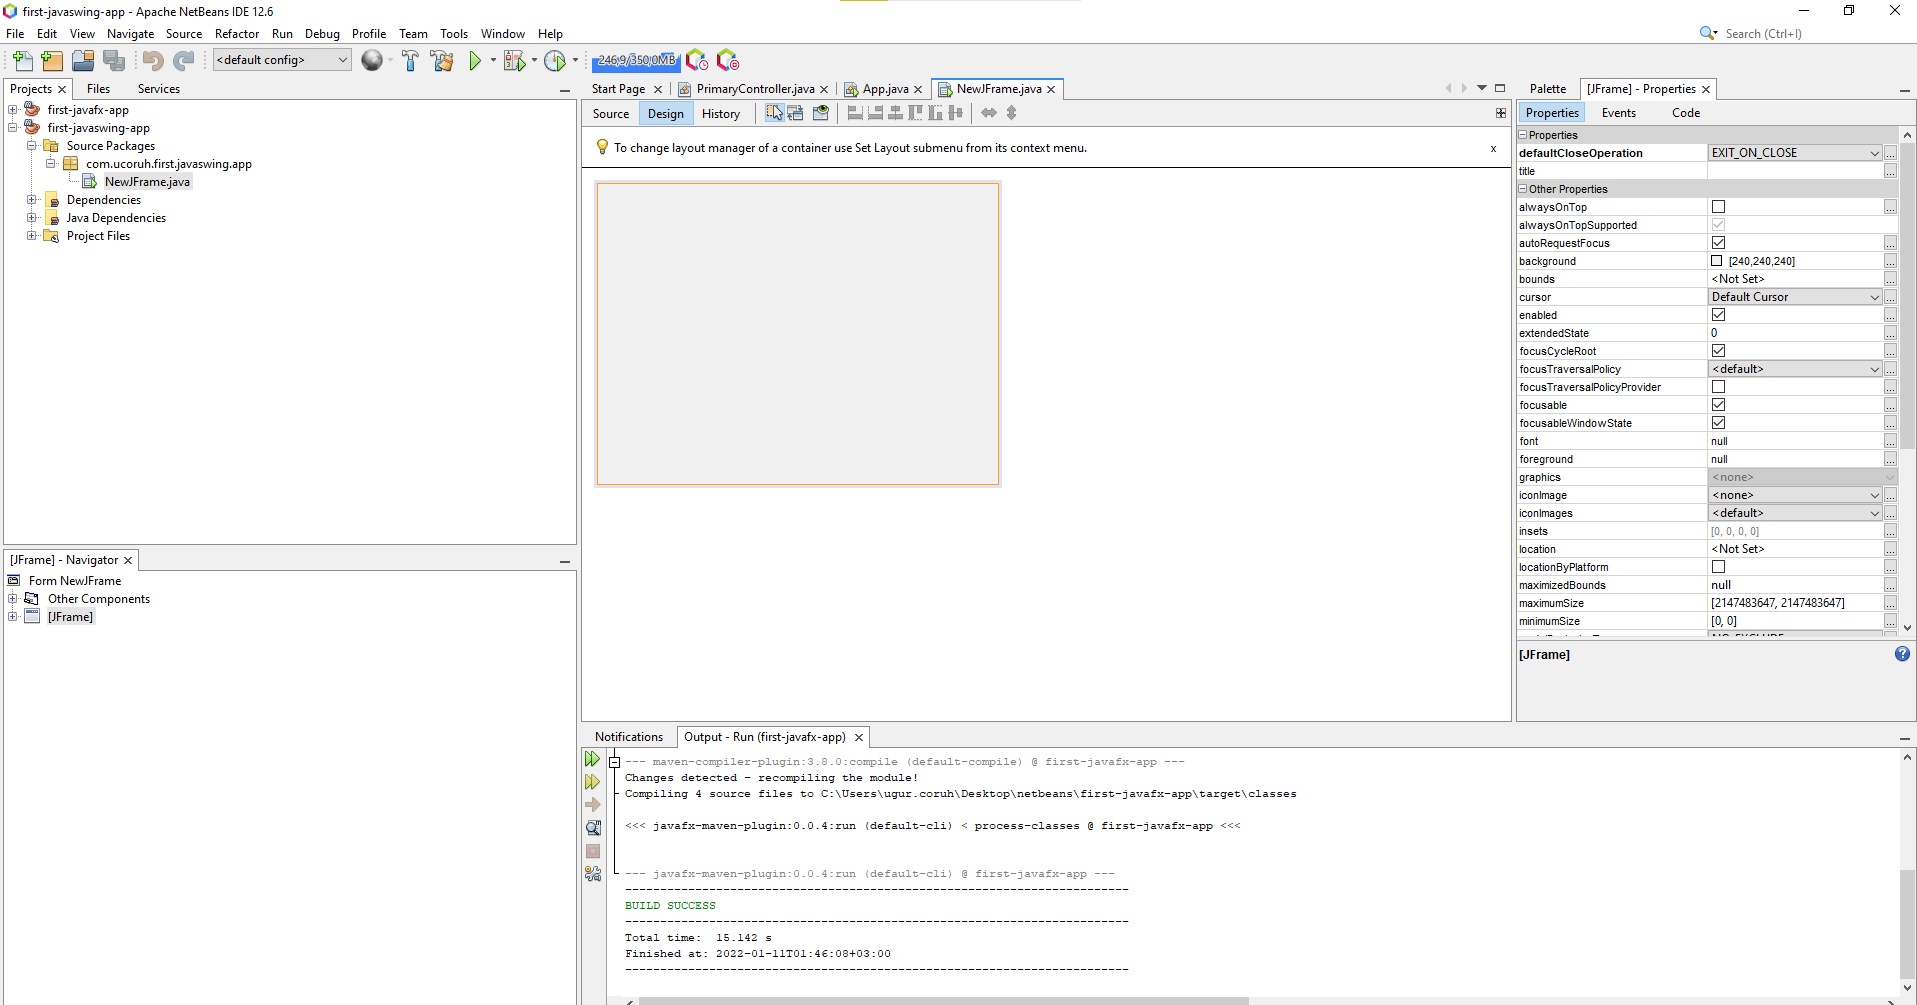 first-javaswing-app - Apache NetBeans IDE 12.6
File Edit View Navigate Source Refactor Run Debug Profile Team Tools Window Help
Search (Ctrl+I)
<default config>
246,9/350,0MB
Projects Files Services
first-javafx-app
first-javaswing-app
Source Packages
com.ucoruh.first.javaswing.app
NewJFrame.java
Dependencies
Java Dependencies
Project Files
[JFrame] - Navigator
Form NewJFrame
Other Components
[JFrame]
Start Page PrimaryController.java App.java NewJFrame.java
Source Design History
To change layout manager of a container use Set Layout submenu from its context menu.
x
Palette [JFrame] - Properties
Properties Events Code
Properties
defaultCloseOperation EXIT_ON_CLOSE ...
title ...
Other Properties
alwaysOnTop ...
alwaysOnTopSupported
autoRequestFocus ...
background [240,240,240] ...
bounds <Not Set> ...
cursor Default Cursor ...
enabled ...
extendedState 0 ...
focusCycleRoot ...
focusTraversalPolicy <default> ...
focusTraversalPolicyProvider ...
focusable ...
focusableWindowState ...
font null ...
foreground null ...
graphics <none>
iconImage <none> ...
iconImages <default> ...
insets [0, 0, 0, 0] ...
location <Not Set> ...
locationByPlatform ...
maximizedBounds null ...
maximumSize [2147483647, 2147483647] ...
minimumSize [0, 0] ...
[JFrame]
Notifications Output - Run (first-javafx-app)
--- maven-compiler-plugin:3.8.0:compile (default-compile) @ first-javafx-app ---
Changes detected - recompiling the module!
Compiling 4 source files to C:\Users\ugur.coruh\Desktop\netbeans\first-javafx-app\target\classes
<<< javafx-maven-plugin:0.0.4:run (default-cli) < process-classes @ first-javafx-app <<<
--- javafx-maven-plugin:0.0.4:run (default-cli) @ first-javafx-app ---
------------------------------------------------------------------------
BUILD SUCCESS
------------------------------------------------------------------------
Total time:  15.142 s
Finished at: 2022-01-11T01:46:08+03:00
------------------------------------------------------------------------